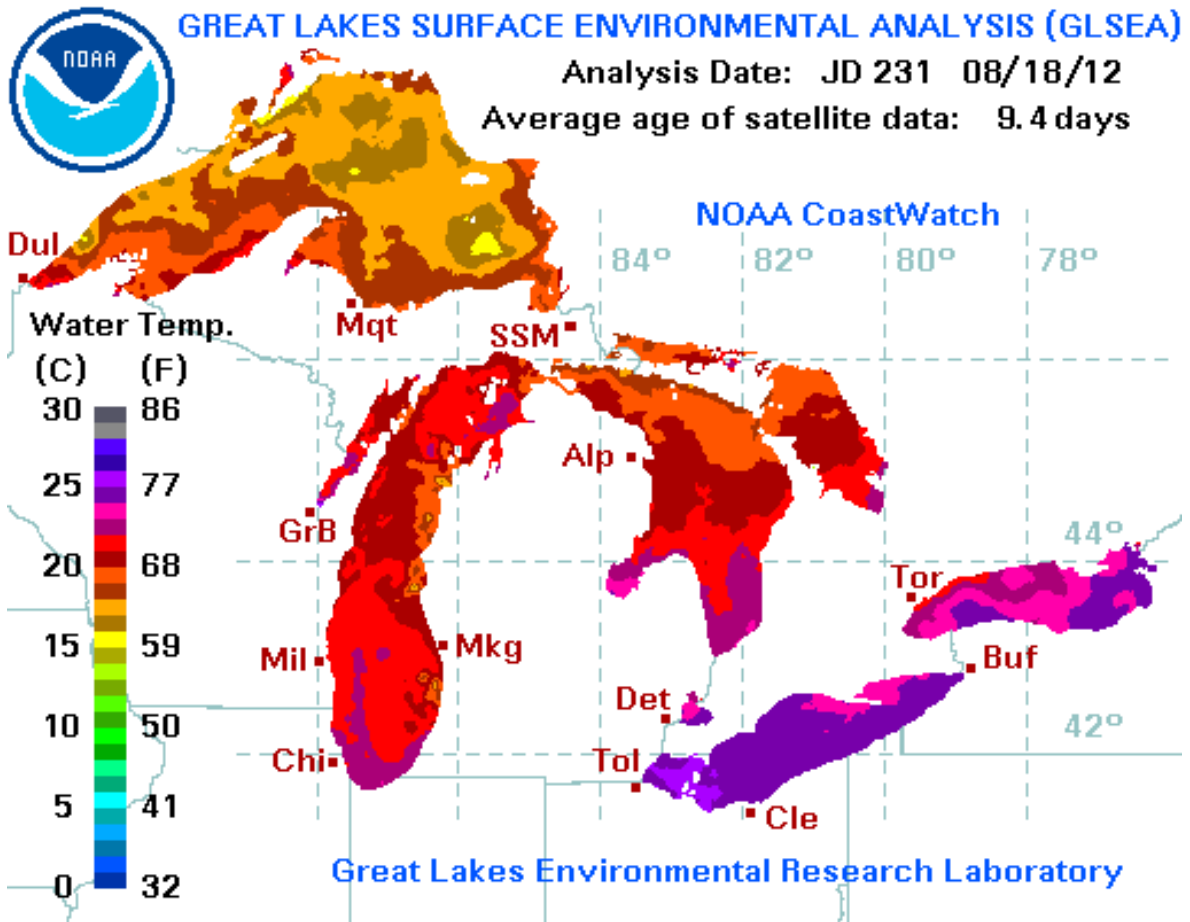 GREAT LAKES SURFACE ENVIRONMENTAL ANALYSIS (GLSEA)
NOAA
Analysis Date: JD 231 08/18/12
Average age of satellite data: 9.4 days
NOAA CoastWatch
Dul
84° 82° 80° 78°
Mqt
SSM
Water Temp.
(C) (F)
30 86
25 77
20 68
15 59
10 50
5 41
0 32
Alp
GrB
44°
Tor
Mil
Mkg
Buf
Det
42°
Chi
Tol
Cle
Great Lakes Environmental Research Laboratory